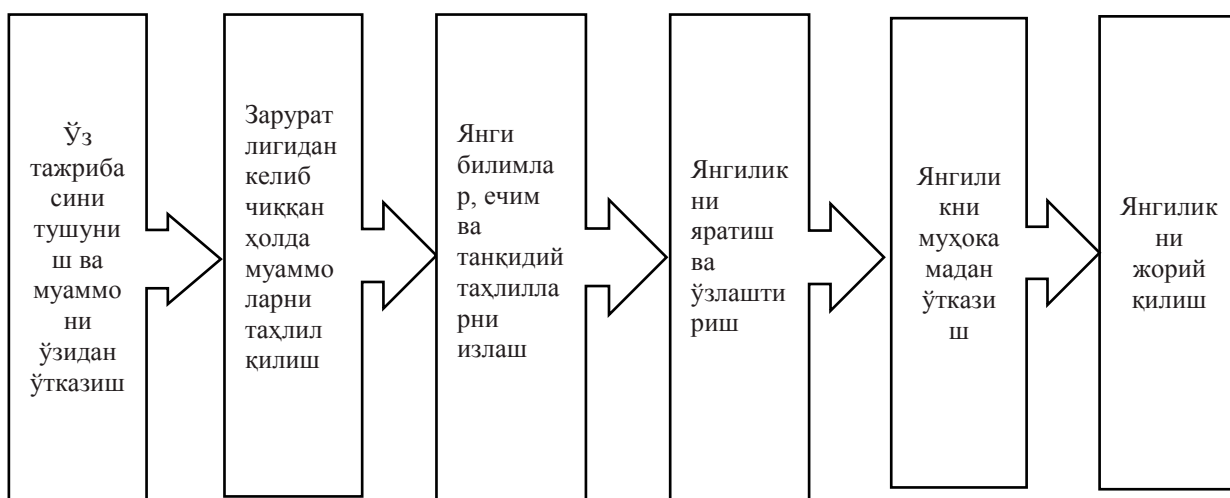 Ўз
тажриба
сини
тушуни
ш ва
муаммо
ни
ўзидан
ўтказиш
Зарурат
лигидан
келиб
чиққан
ҳолда
муаммо
ларни
таҳлил
қилиш
Янги
билимла
р, ечим
ва
танқидий
таҳлилла
рни
излаш
Янгилик
ни
яратиш
ва
ўзлашти
риш
Янгили
кни
муҳока
мадан
ўткази
ш
Янгилик
ни
жорий
қилиш